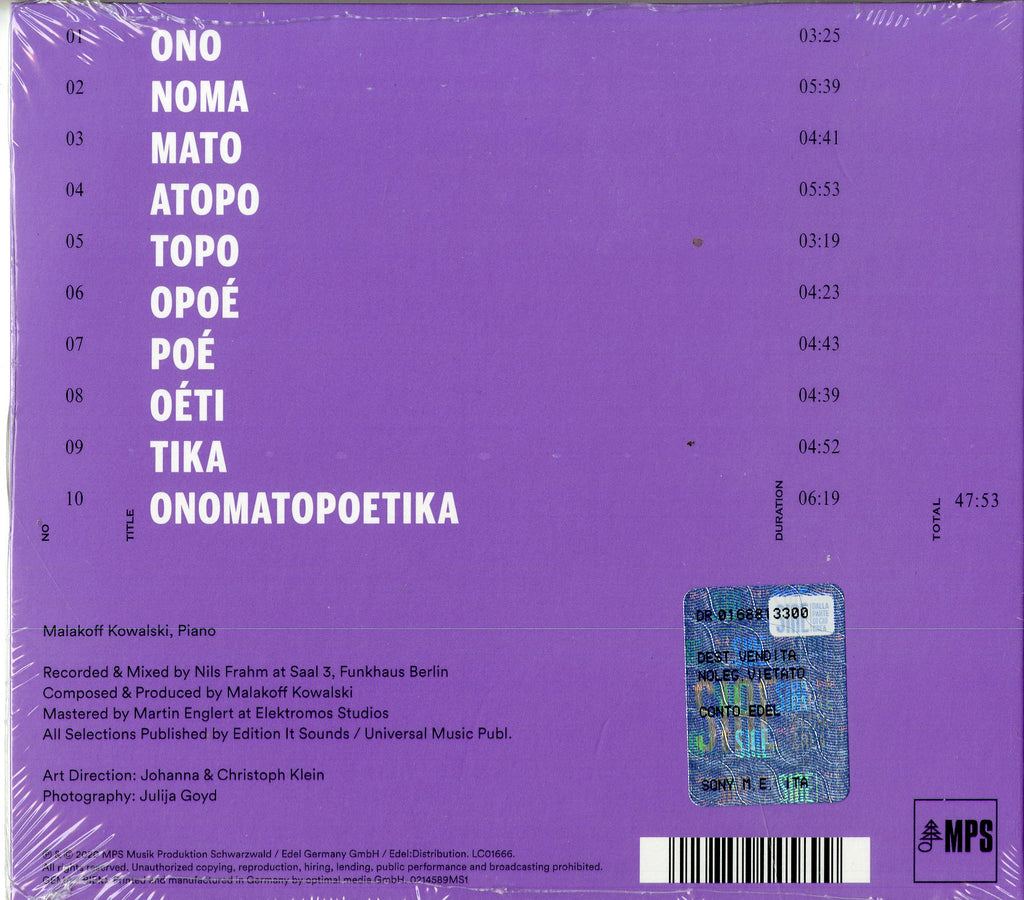 01 ONO 03:25
02 NOMA 05:39
03 MATO 04:41
04 ATOPO 05:53
05 TOPO 03:19
06 OPOÉ 04:23
07 POÉ 04:43
08 OÉTI 04:39
09 TIKA 04:52
10 ONOMATOPOETIKA 06:19 47:53
NO TITLE DURATION TOTAL
Malakoff Kowalski, Piano
Recorded & Mixed by Nils Frahm at Saal 3, Funkhaus Berlin
Composed & Produced by Malakoff Kowalski
Mastered by Martin Englert at Elektromos Studios
All Selections Published by Edition It Sounds / Universal Music Publ.
Art Direction: Johanna & Christoph Klein
Photography: Julija Goyd
DR 0166813300
DEST.VENDITA
NOLEG VIETATO
CONTO EDEL
SONY M E ITA
℗ & © 2020 MPS Musik Produktion Schwarzwald / Edel Germany GmbH / Edel:Distribution. LC01666.
All rights reserved. Unauthorized copying, reproduction, hiring, lending, public performance and broadcasting prohibited.
Printed and manufactured in Germany by optimal media GmbH. 0214589MS1
MPS